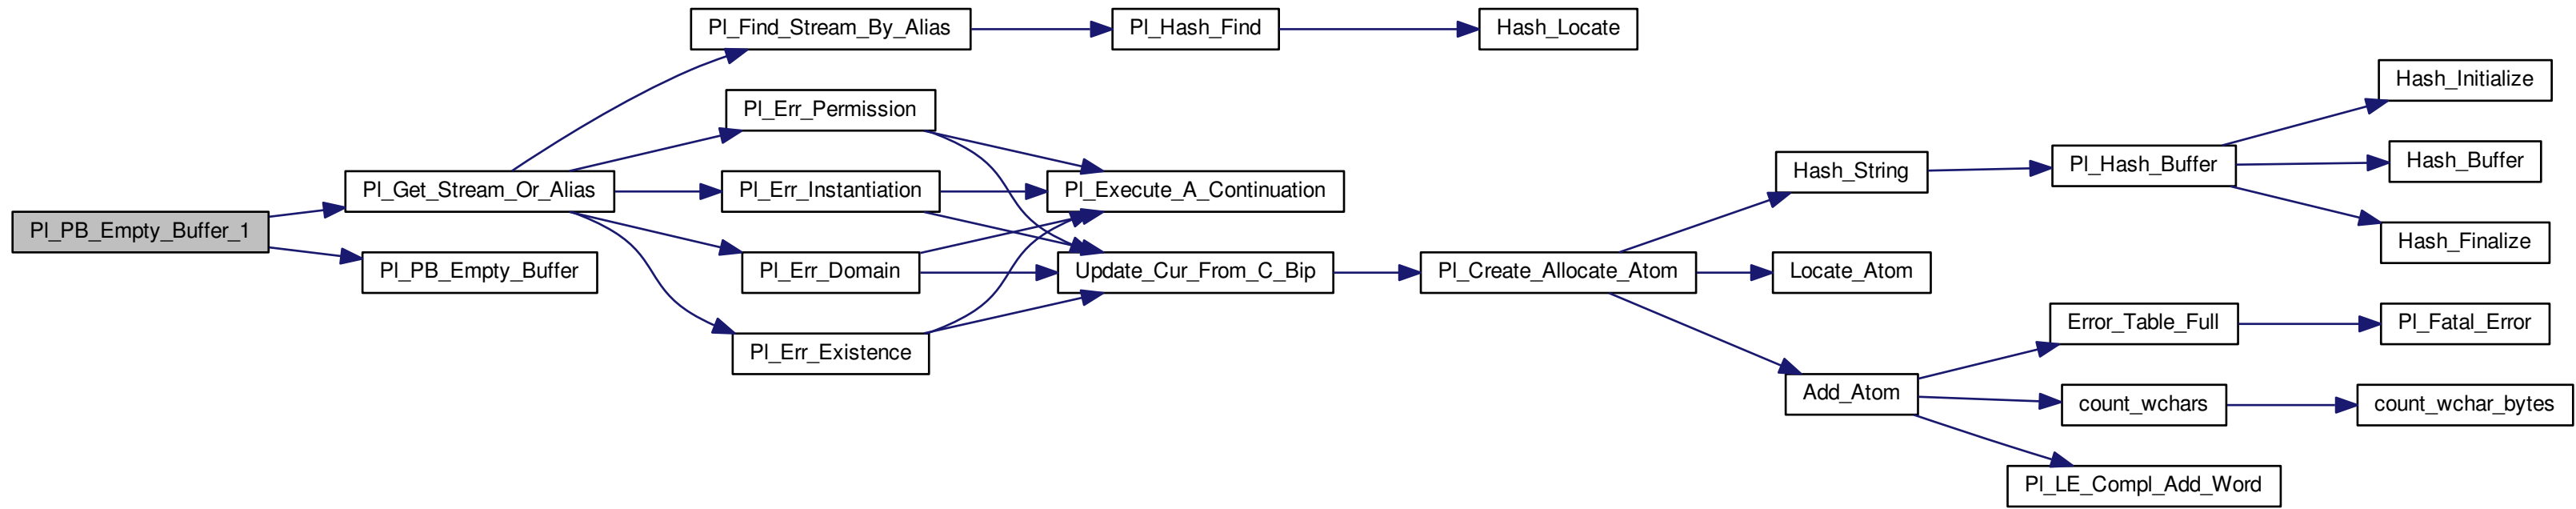 Pl_PB_Empty_Buffer_1
Pl_Get_Stream_Or_Alias
Pl_PB_Empty_Buffer
Pl_Find_Stream_By_Alias
Pl_Err_Permission
Pl_Err_Instantiation
Pl_Err_Domain
Pl_Err_Existence
Pl_Hash_Find
Pl_Execute_A_Continuation
Update_Cur_From_C_Bip
Hash_Locate
Pl_Create_Allocate_Atom
Hash_String
Locate_Atom
Add_Atom
Pl_Hash_Buffer
Error_Table_Full
count_wchars
Pl_LE_Compl_Add_Word
Hash_Initialize
Hash_Buffer
Hash_Finalize
Pl_Fatal_Error
count_wchar_bytes